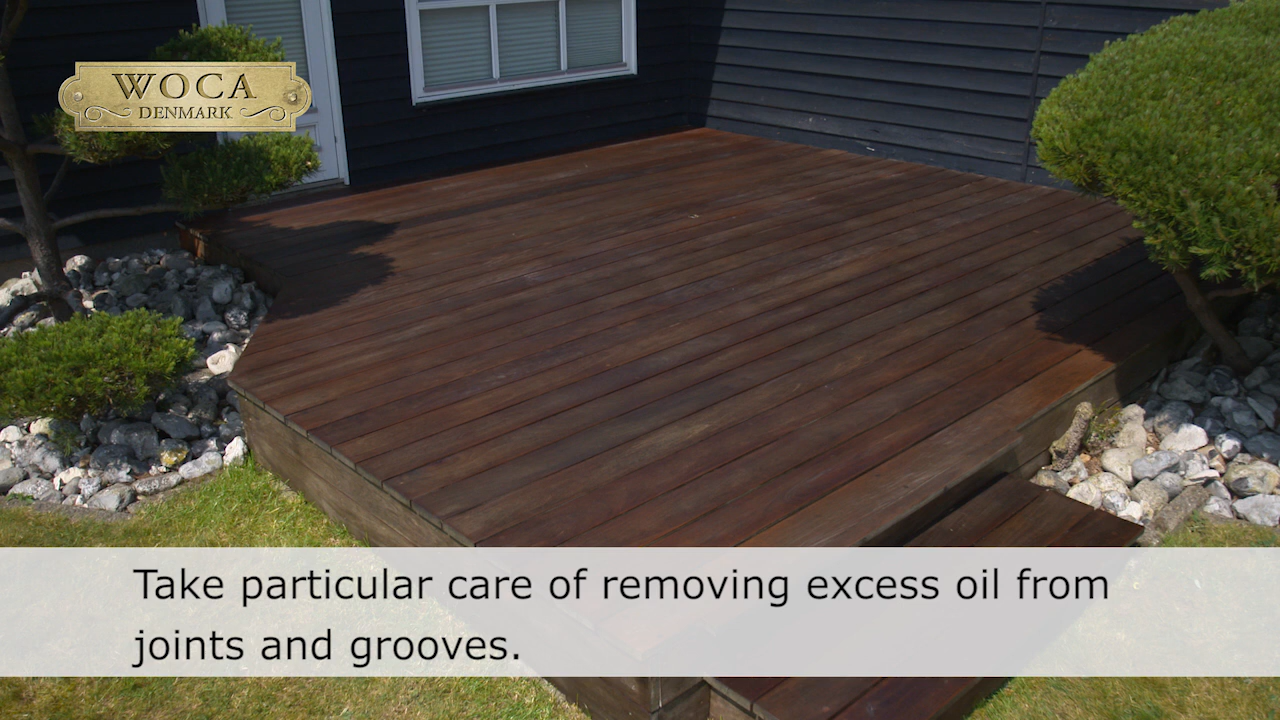 WOCA
DENMARK
Take particular care of removing excess oil from
joints and grooves.